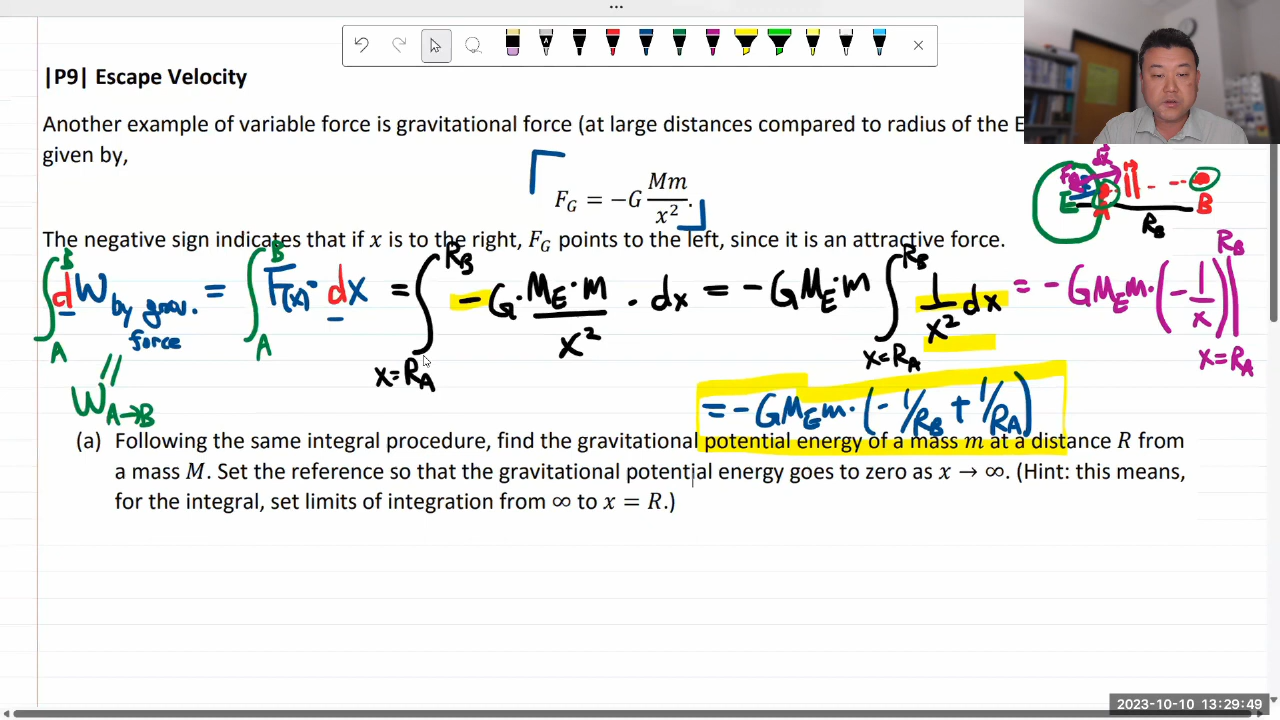 |P9| Escape Velocity
Another example of variable force is gravitational force (at large distances compared to radius of the E
given by,
F_G = −G Mm/x².
The negative sign indicates that if x is to the right, F_G points to the left, since it is an attractive force.
∫_A^B dW by grav. force = ∫_A^B F(x)·dx = ∫_{x=R_A}^{R_B} −G·M_E·m/x² · dx = −GM_E·m ∫_{x=R_A}^{R_B} 1/x² dx = −GM_E m·(−1/x)|_{x=R_A}^{R_B}
W_{A→B}
= −GM_E m·(−1/R_B + 1/R_A)
E A B
R_B
(a) Following the same integral procedure, find the gravitational potential energy of a mass m at a distance R from
a mass M. Set the reference so that the gravitational potential energy goes to zero as x → ∞. (Hint: this means,
for the integral, set limits of integration from ∞ to x = R.)
2023-10-10 13:29:49